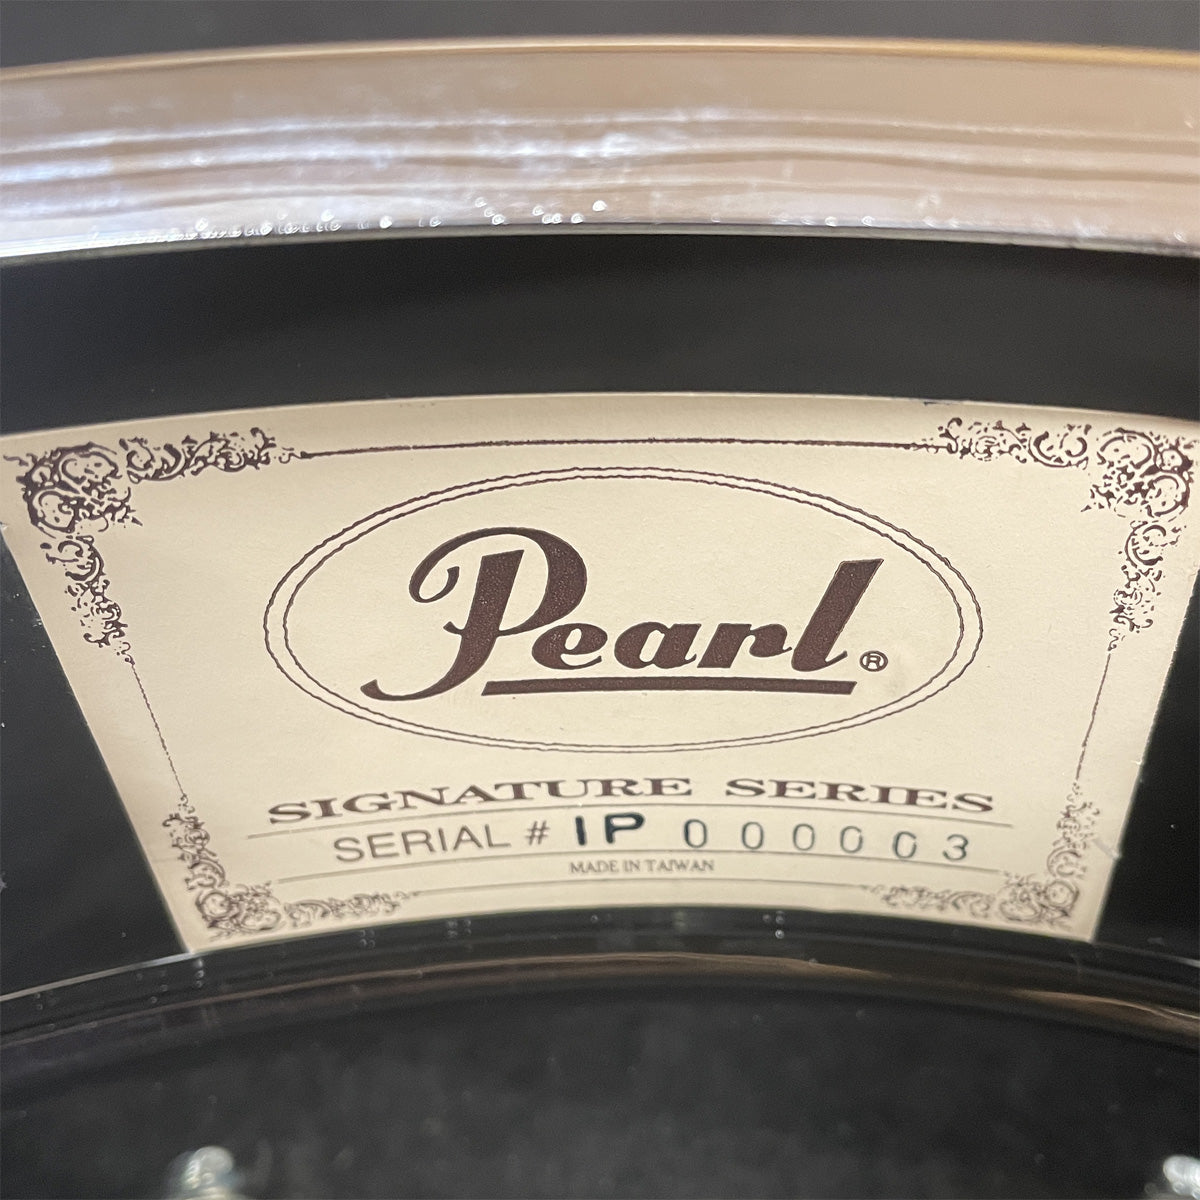 Pearl®
SIGNATURE SERIES
SERIAL # IP 000003
MADE IN TAIWAN